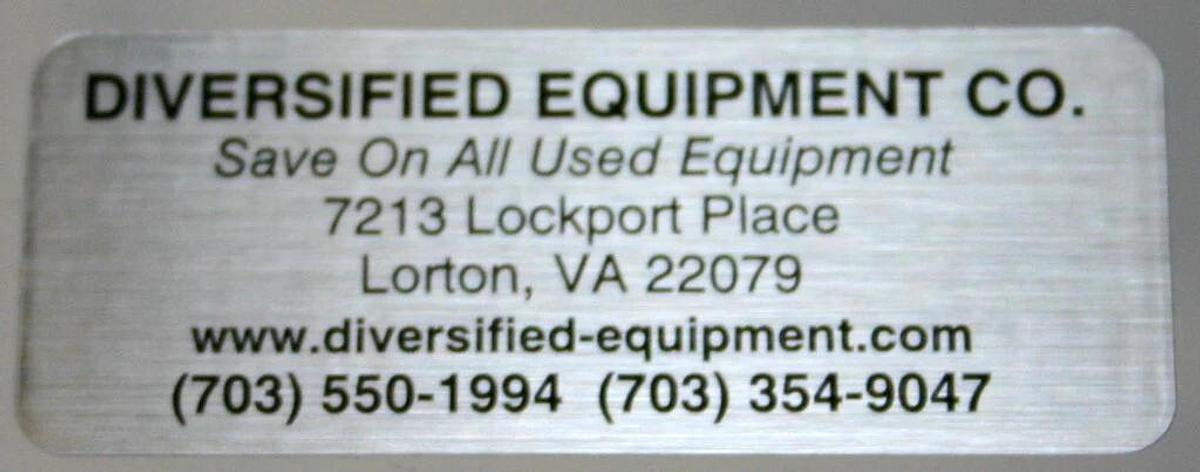 DIVERSIFIED EQUIPMENT CO.
Save On All Used Equipment
7213 Lockport Place
Lorton, VA 22079
www.diversified-equipment.com
(703) 550-1994 (703) 354-9047